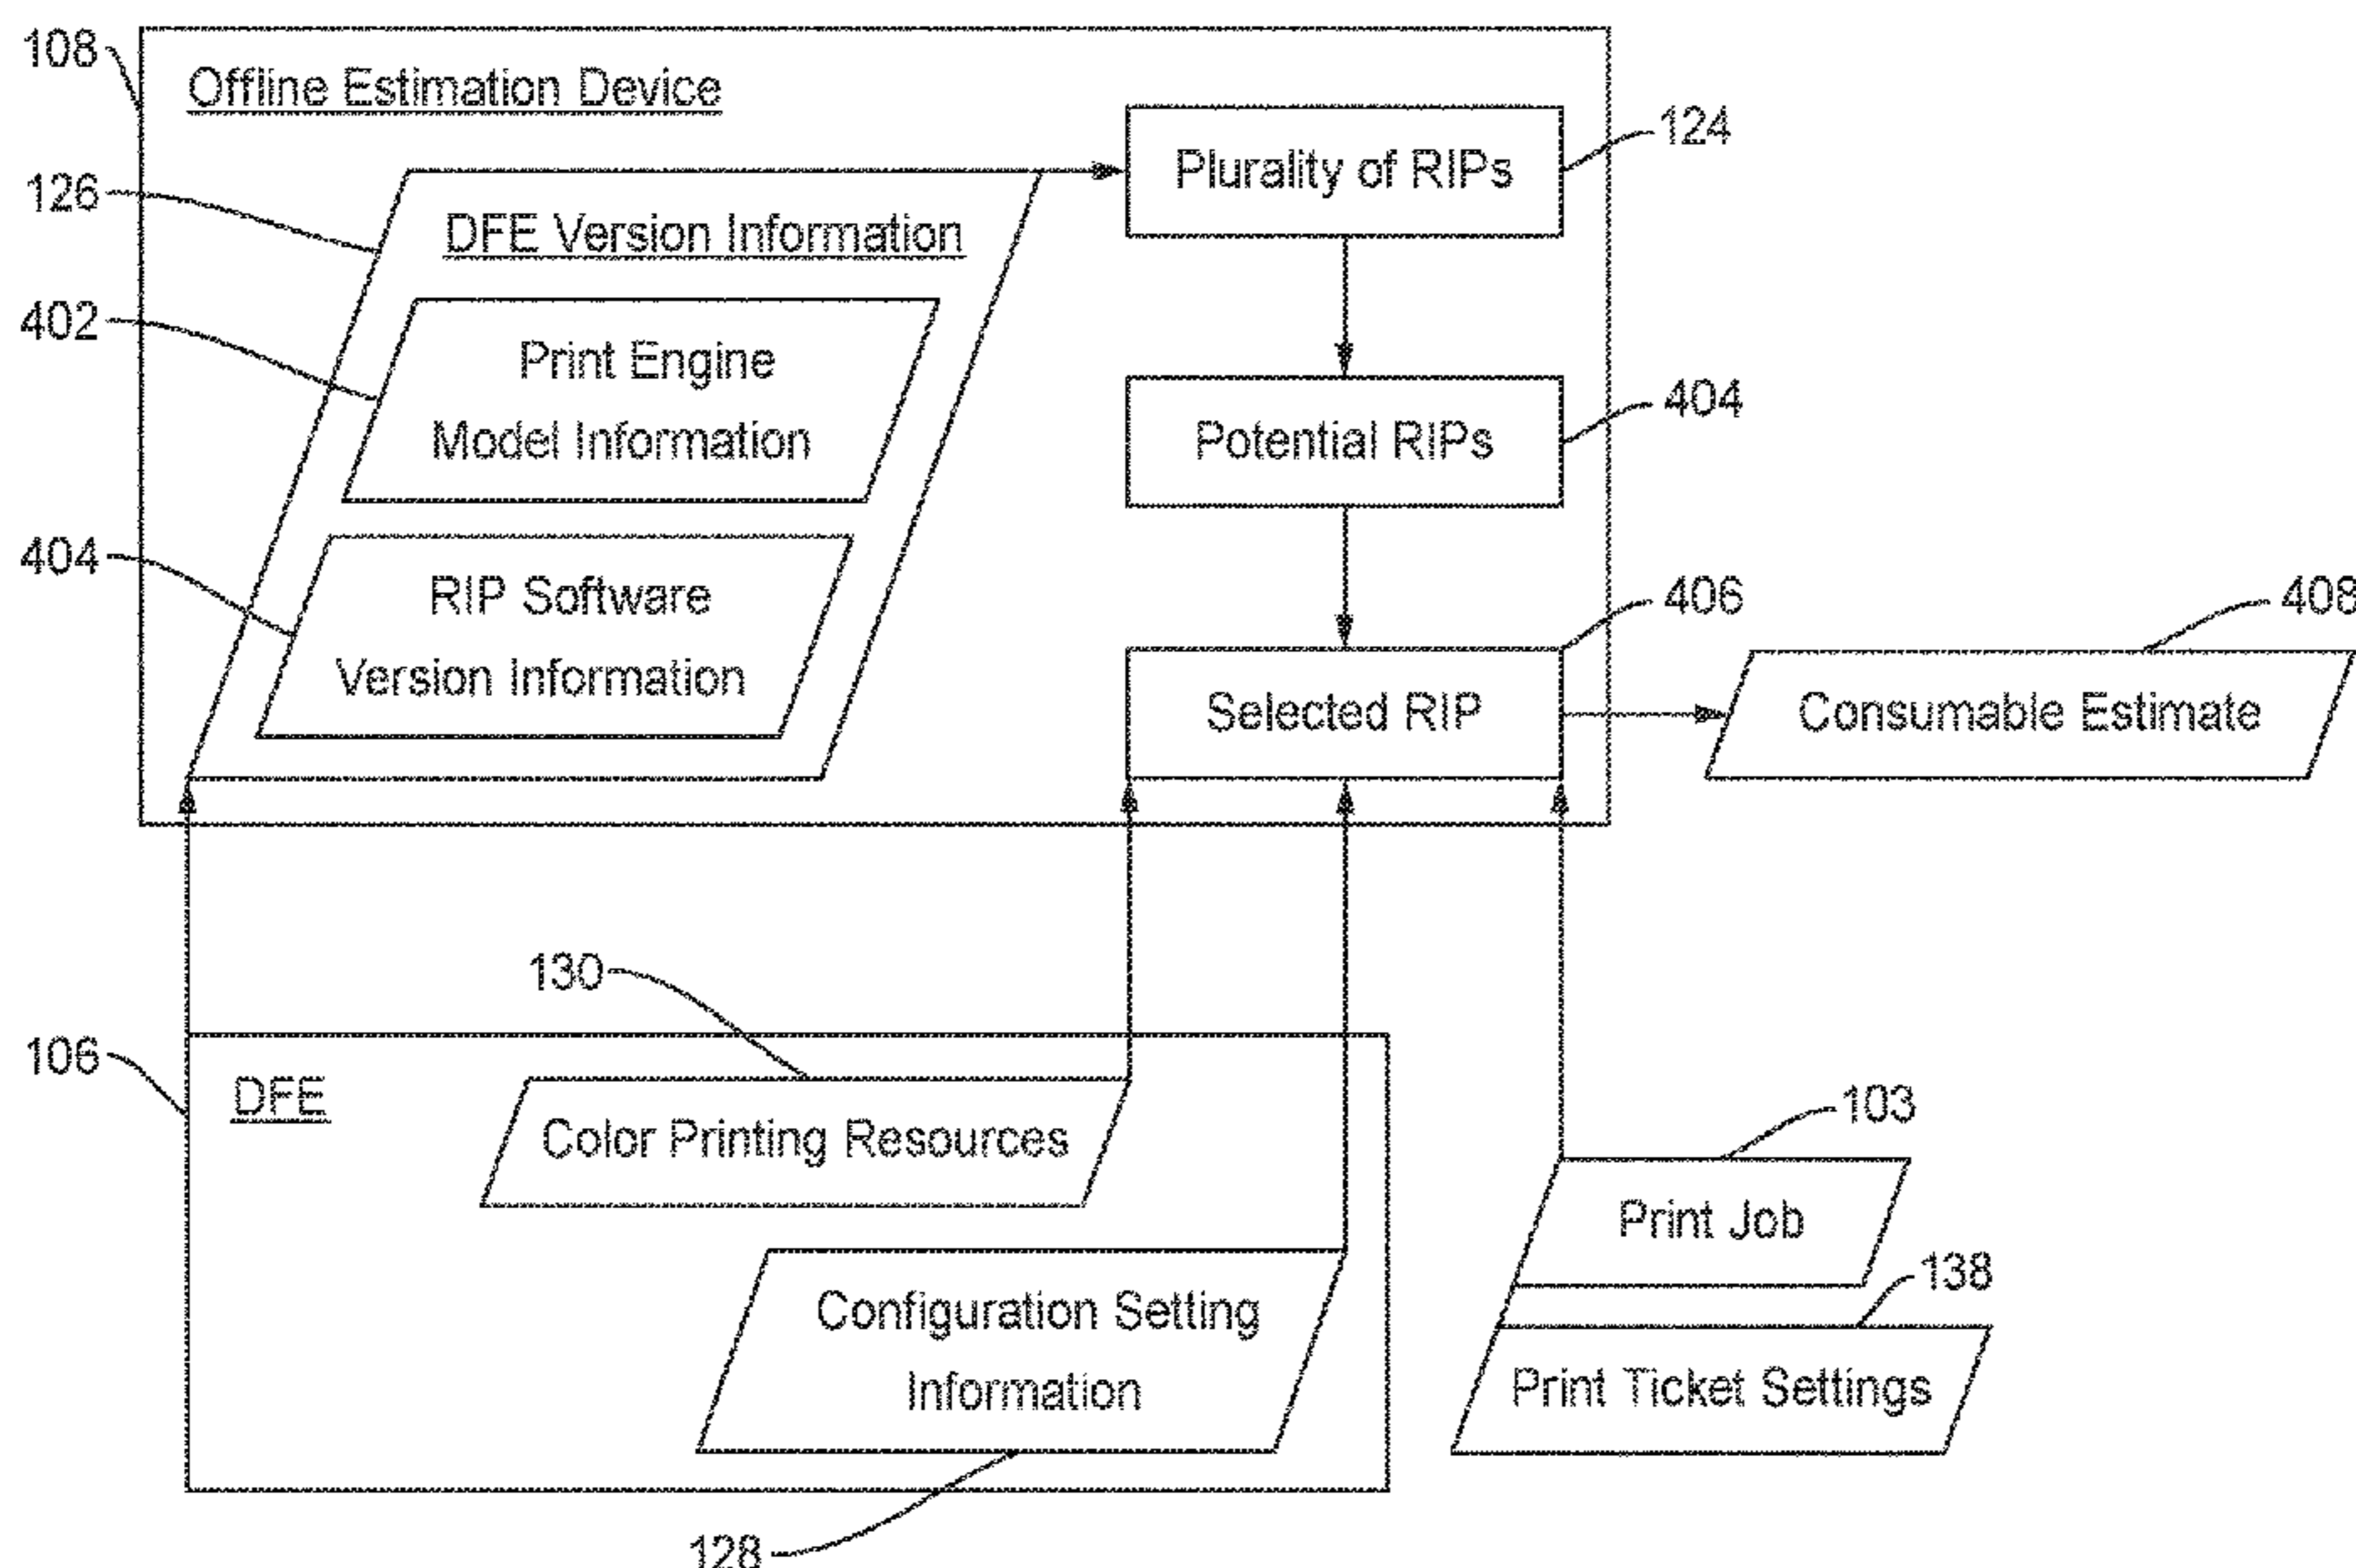 108
Offline Estimation Device
124
Plurality of RIPs
126
DFE Version Information
402
Print Engine
Model Information
404
Potential RIPs
404
RIP Software
Version Information
406
408
Selected RIP
Consumable Estimate
130
106
DFE
Color Printing Resources
103
Print Job
138
Configuration Setting
Information
Print Ticket Settings
128